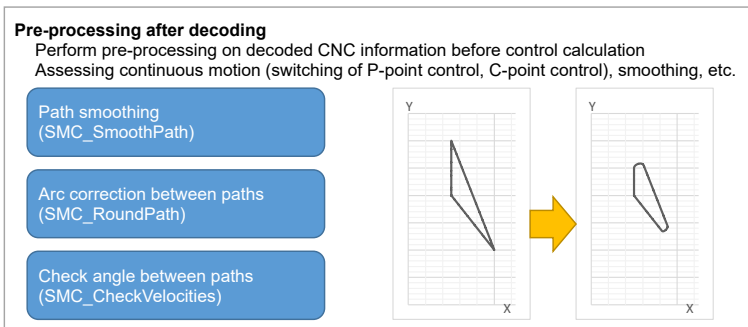 Pre-processing after decoding
Perform pre-processing on decoded CNC information before control calculation
Assessing continuous motion (switching of P-point control, C-point control), smoothing, etc.
Path smoothing
(SMC_SmoothPath)
Arc correction between paths
(SMC_RoundPath)
Check angle between paths
(SMC_CheckVelocities)
Y
X
Y
X